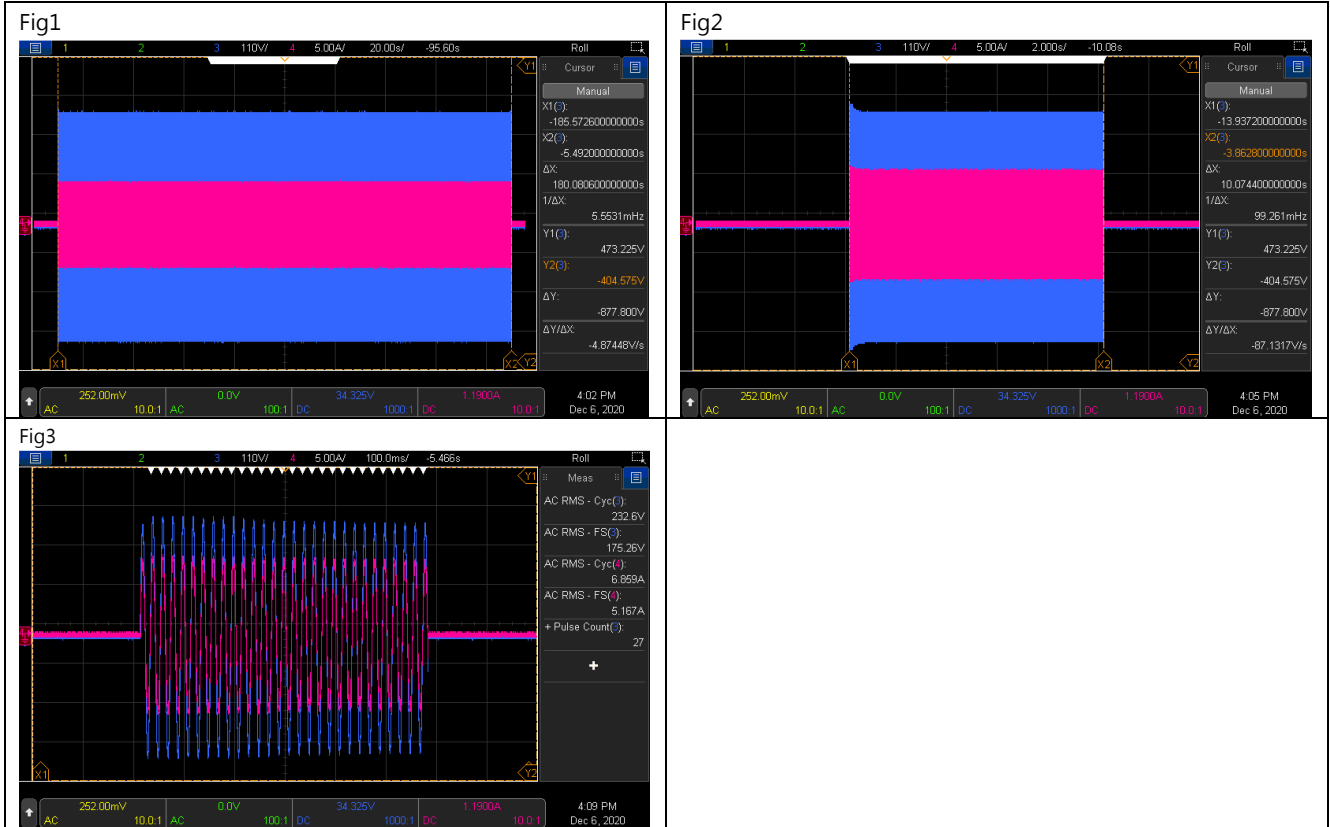 Fig1
1 2 3 110V/ 4 5.00A/ 20.00s/ -95.60s Roll
Y1
Cursor
Manual
X1(3):
-185.572600000000s
X2(3):
-5.492000000000s
ΔX:
180.080600000000s
1/ΔX:
5.5531mHz
Y1(3):
473.225V
Y2(3):
-404.575V
ΔY:
-877.800V
ΔY/ΔX:
-4.87448V/s
X1 X2 Y2
252.00mV 0.0V 34.325V 1.1900A
AC 10.0:1 AC 100:1 DC 1000:1 DC 10.0:1
4:02 PM
Dec 6, 2020
Fig2
1 2 3 110V/ 4 5.00A/ 2.000s/ -10.08s Roll
Y1
Cursor
Manual
X1(3):
-13.937200000000s
X2(3):
-3.862800000000s
ΔX:
10.074400000000s
1/ΔX:
99.261mHz
Y1(3):
473.225V
Y2(3):
-404.575V
ΔY:
-877.800V
ΔY/ΔX:
-87.1317V/s
X1 X2 Y2
252.00mV 0.0V 34.325V 1.1900A
AC 10.0:1 AC 100:1 DC 1000:1 DC 10.0:1
4:05 PM
Dec 6, 2020
Fig3
1 2 3 110V/ 4 5.00A/ 100.0ms/ -5.466s Roll
Y1
Meas
AC RMS - Cyc(3):
232.6V
AC RMS - FS(3):
175.26V
AC RMS - Cyc(4):
6.859A
AC RMS - FS(4):
5.167A
+ Pulse Count(3):
27
X1 Y2
252.00mV 0.0V 34.325V 1.1900A
AC 10.0:1 AC 100:1 DC 1000:1 DC 10.0:1
4:09 PM
Dec 6, 2020